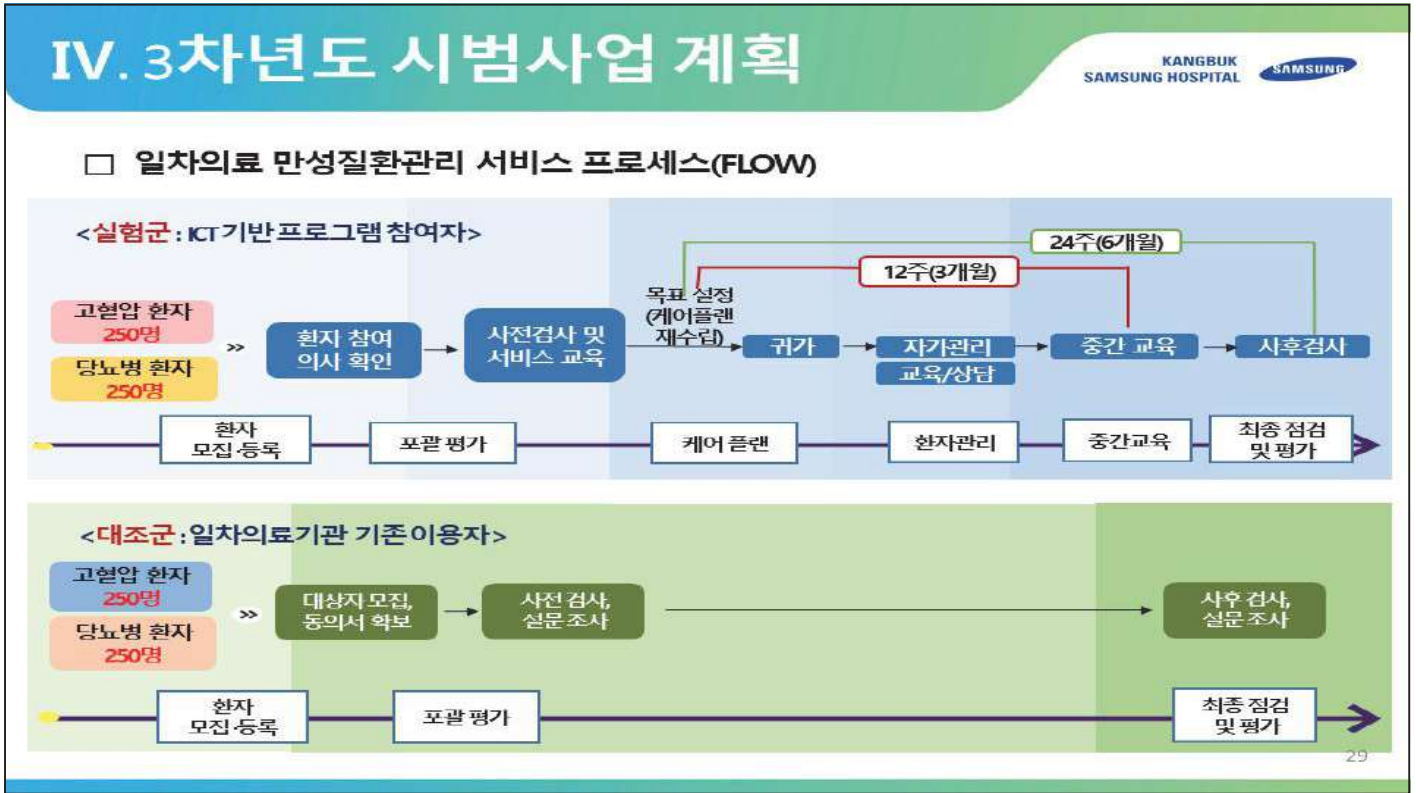 IV. 3차년도 시범사업 계획
KANGBUK
SAMSUNG HOSPITAL
SAMSUNG
□ 일차의료 만성질환관리 서비스 프로세스(FLOW)
<실험군 : ICT기반 프로그램 참여자>
24주(6개월)
12주(3개월)
고혈압 환자
250명
당뇨병 환자
250명
»
환자 참여
의사 확인
사전검사 및
서비스 교육
목표 설정
(케어플랜
재수립)
귀가
자가관리
교육/상담
중간 교육
사후검사
환자
모집·등록
포괄 평가
케어 플랜
환자관리
중간교육
최종 점검
및 평가
<대조군 : 일차의료기관 기존 이용자>
고혈압 환자
250명
당뇨병 환자
250명
»
대상자 모집,
동의서 확보
사전 검사,
설문 조사
사후 검사,
설문 조사
환자
모집·등록
포괄 평가
최종 점검
및 평가
29